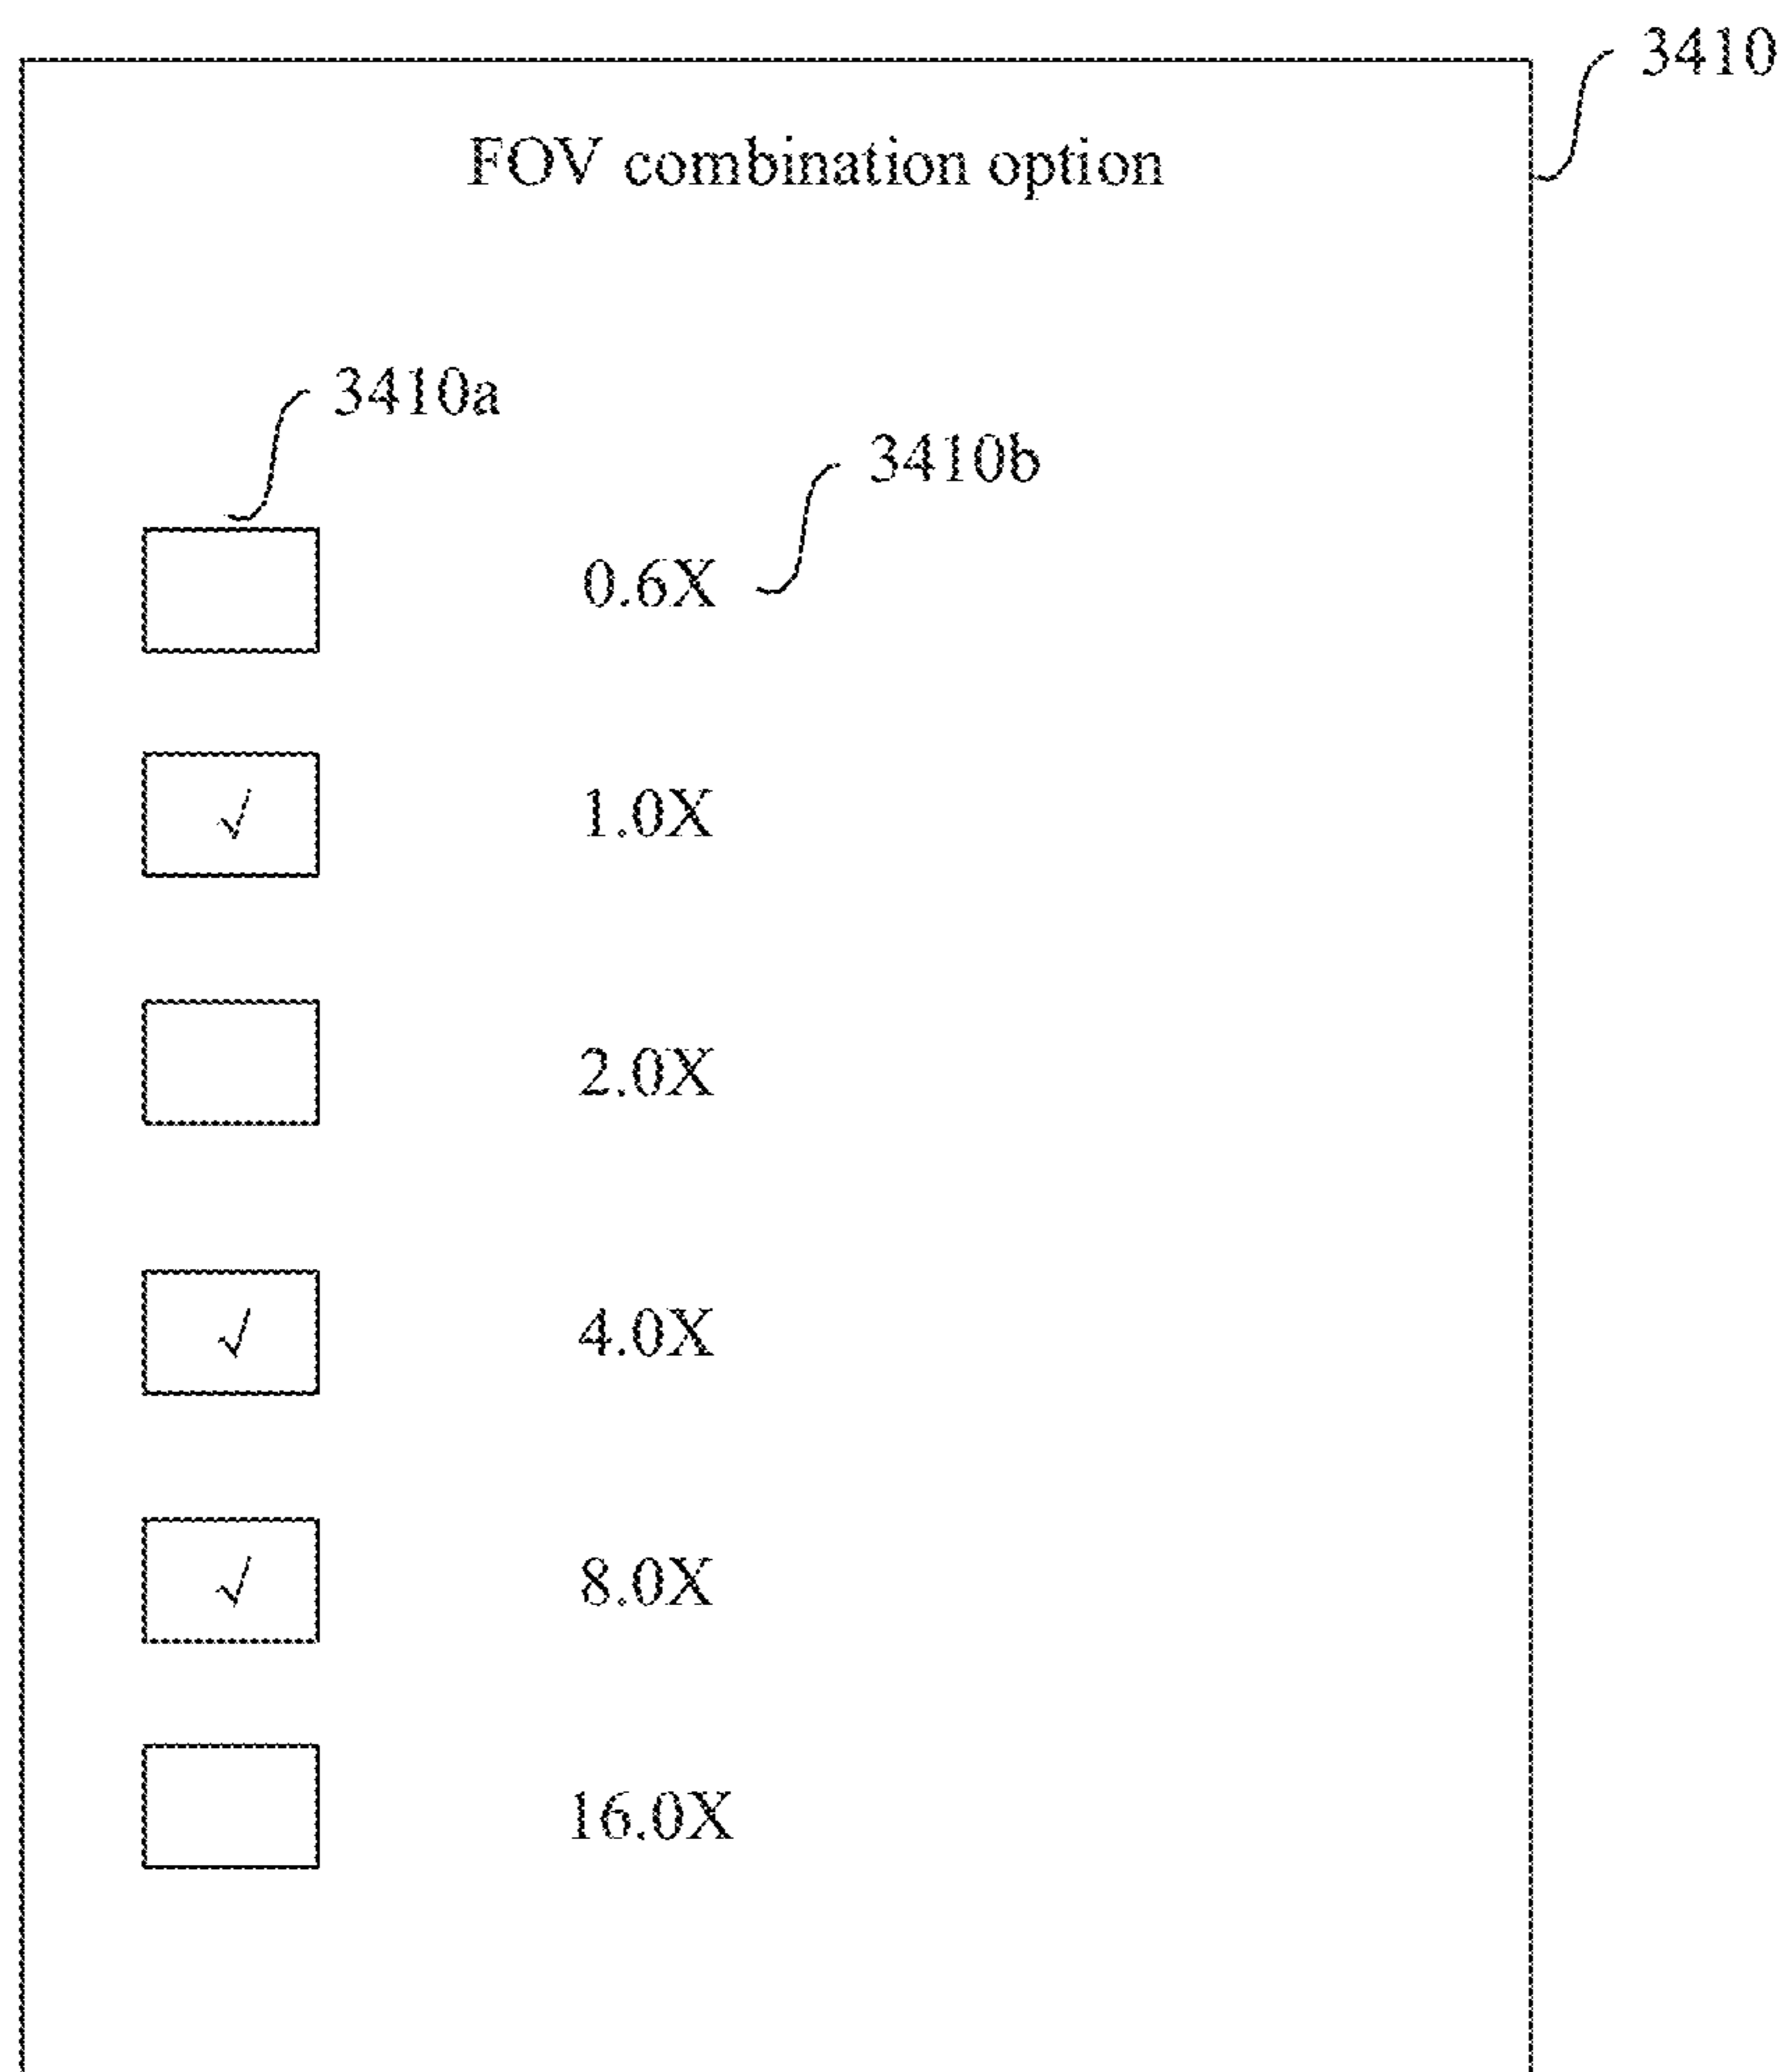 3410
FOV combination option
3410a
3410b
0.6X
√ 1.0X
2.0X
√ 4.0X
√ 8.0X
16.0X